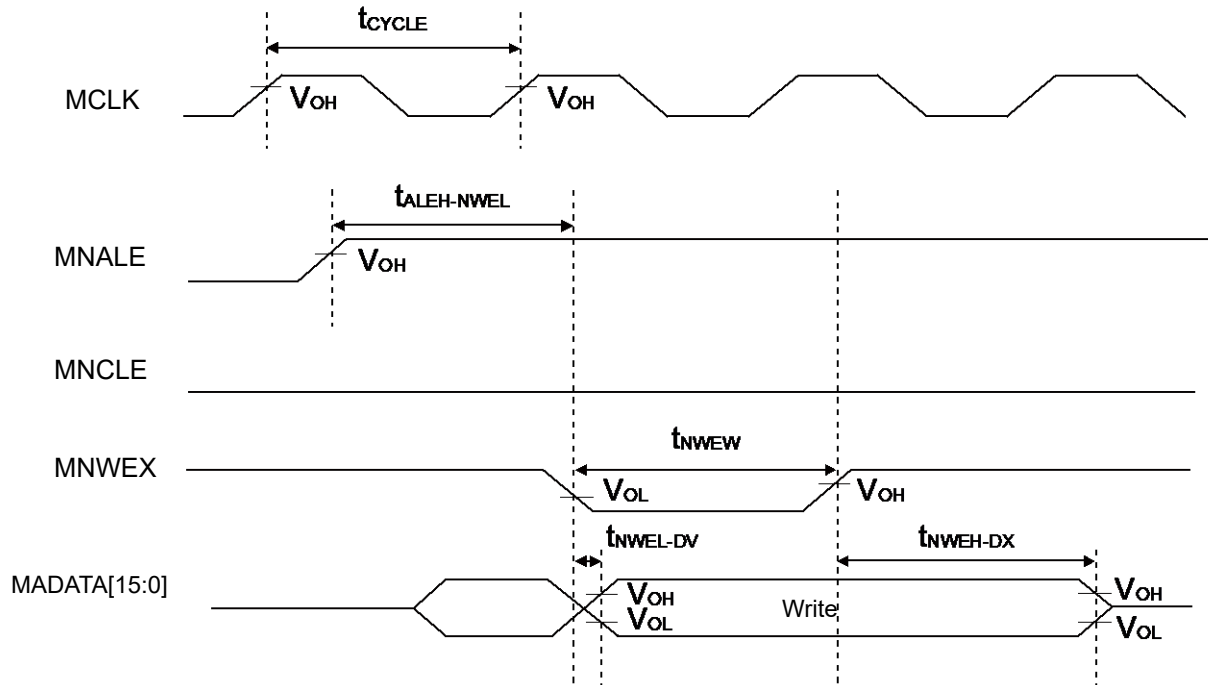 tCYCLE
MCLK
VOH
VOH
tALEH-NWEL
MNALE
VOH
MNCLE
tNWEW
MNWEX
VOL
VOH
tNWEL-DV
tNWEH-DX
MADATA[15:0]
VOH
Write
VOH
VOL
VOL